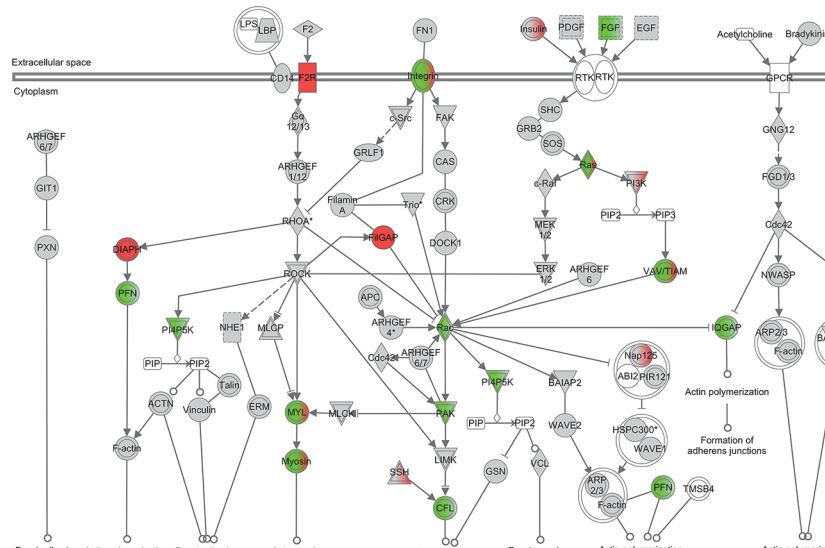 LPS
LBP
F2
FN1
Insulin
PDGF
FGF
EGF
Acetylcholine
Extracellular space
CD14
F2R
Integrin
RTK
RTK
GPCR
Cytoplasm
Gα
12/13
c-Src
FAK
SHC
GRB2
SOS
GNG12
ARHGEF
6/7
GRLF1
CAS
Ras
ARHGEF
1/12
c-Raf
PI3K
FGD1/3
GIT1
Filamin
A
Trio*
CRK
PIP2
PIP3
RHOA*
MEK
1/2
Cdc42
PXN
DIAPH
FilGAP
DOCK1
ROCK
ERK
1/2
ARHGEF
6
VAV/TIAM
NWASP
PFN
APC
PI4P5K
NHE1
MLCP
ARHGEF
4*
Rac
IQGAP
ARP2/3
F-actin
PIP
PIP2
Cdc42
ARHGEF
6/7
Nap125
ABI2
PIR121
Talin
PI4P5K
BAIAP2
Actin polymerization
ACTN
Vinculin
ERM
MYL
MLCK
PAK
PIP
PIP2
WAVE2
HSPC300*
WAVE1
Formation of
adherens junctions
F-actin
Myosin
LIMK
SSH
GSN
VCL
ARP
2/3
F-actin
PFN
TMSB4
CFL